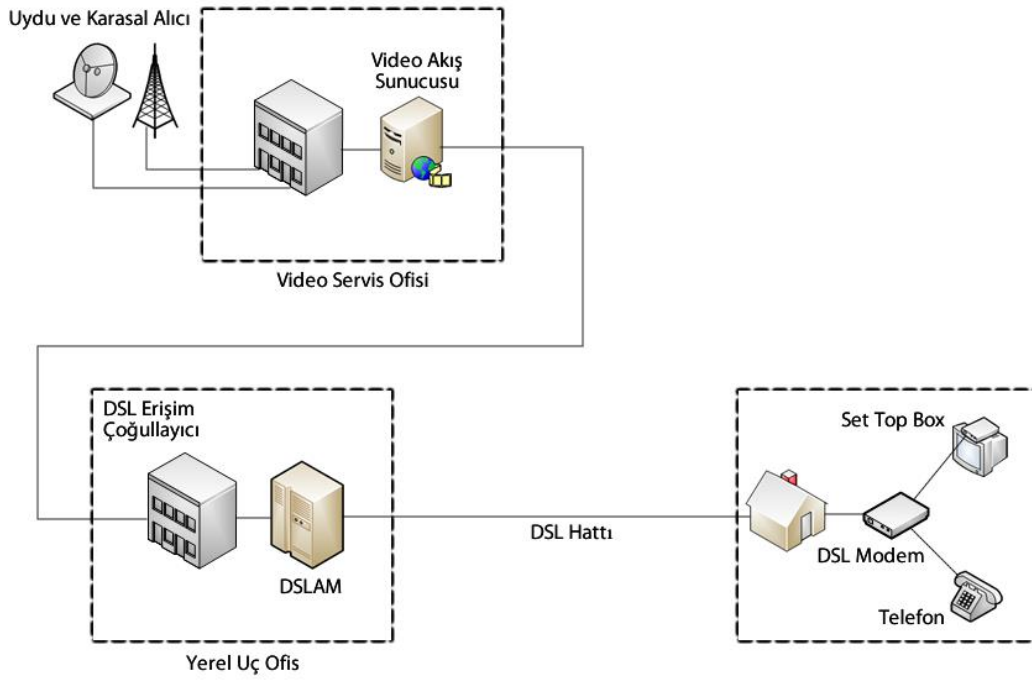 Uydu ve Karasal Alıcı
Video Akış
Sunucusu
Video Servis Ofisi
DSL Erişim
Çoğullayıcı
DSLAM
Yerel Uç Ofis
DSL Hattı
Set Top Box
DSL Modem
Telefon